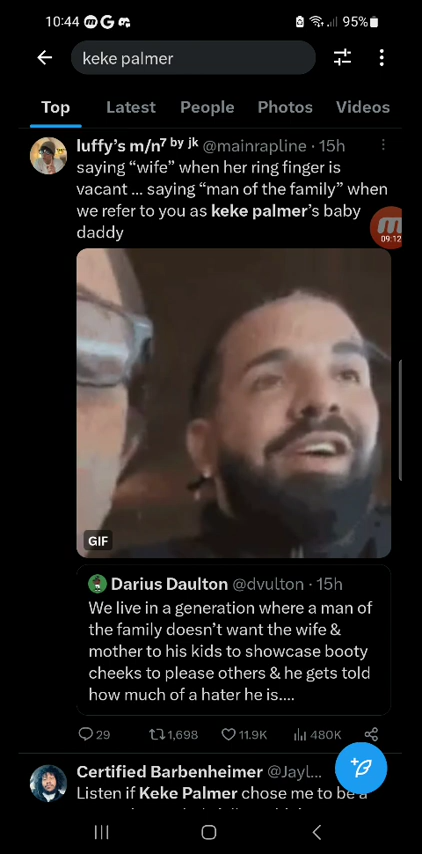 10:44
95%
keke palmer
Top Latest People Photos Videos
luffy's m/n⁷ by jk @mainrapline · 15h
saying “wife” when her ring finger is
vacant ... saying “man of the family” when
we refer to you as keke palmer's baby
daddy
09:12
GIF
Darius Daulton @dvulton · 15h
We live in a generation where a man of
the family doesn't want the wife &
mother to his kids to showcase booty
cheeks to please others & he gets told
how much of a hater he is....
29 1,698 11.9K 480K
Certified Barbenheimer @Jayl...
Listen if Keke Palmer chose me to be a